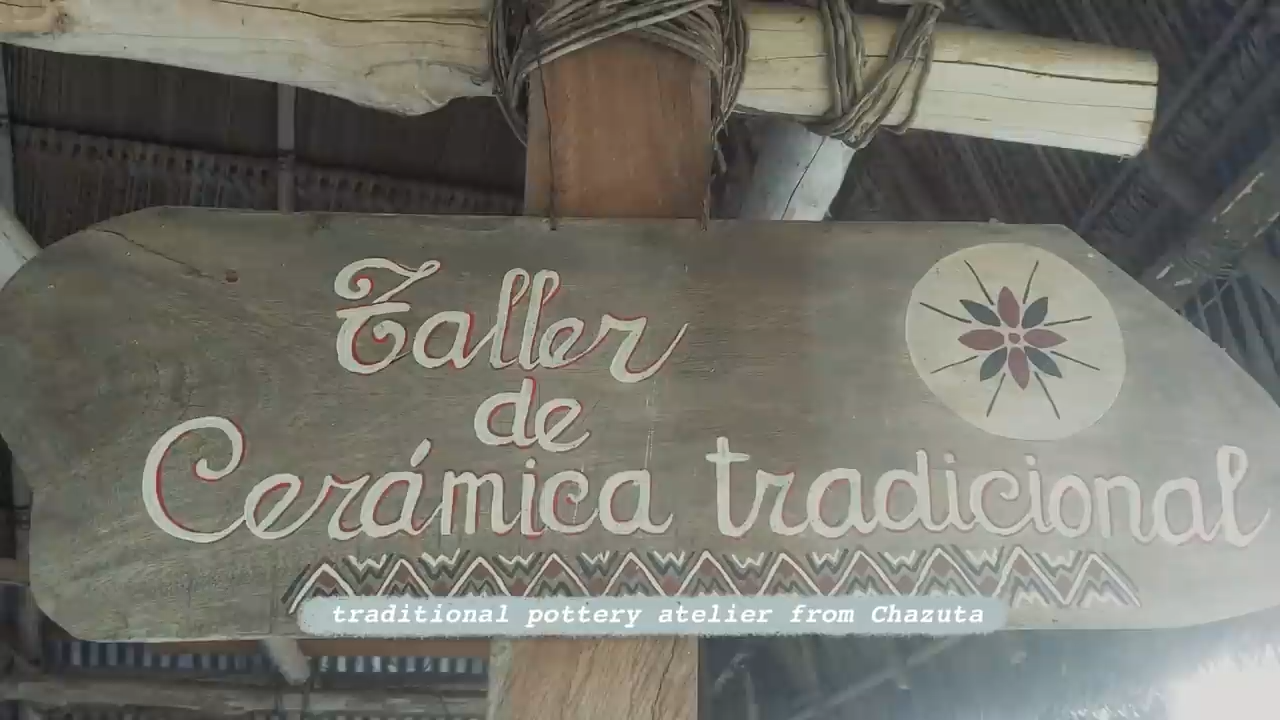 Taller
de
Cerámica tradicional
traditional pottery atelier from Chazuta